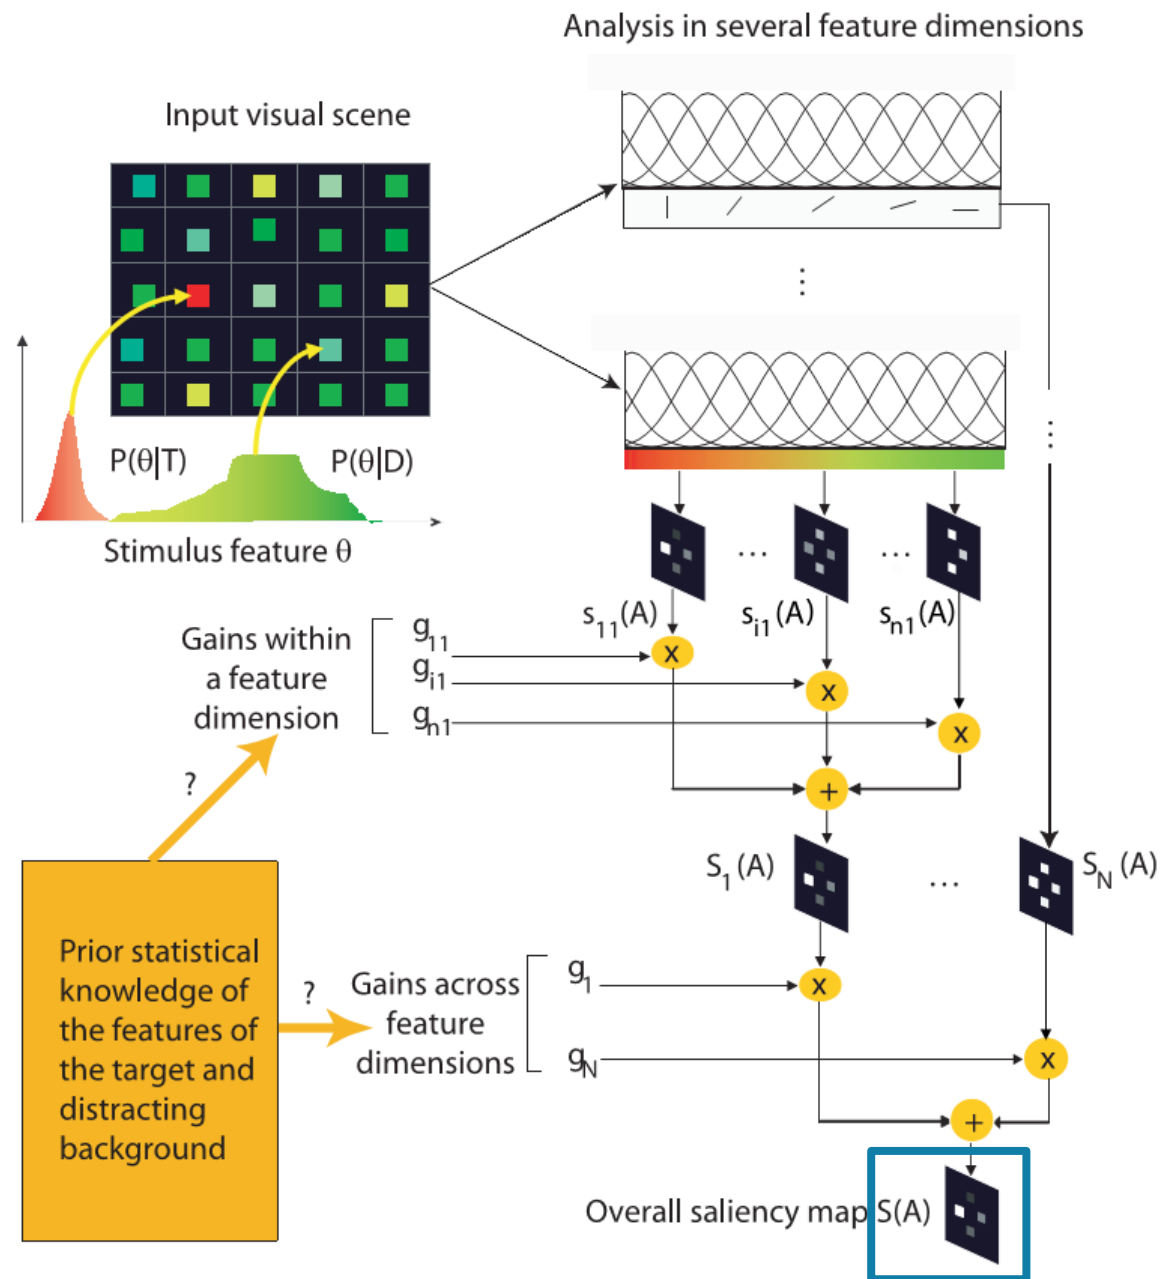 Analysis in several feature dimensions
Input visual scene
P(θ|T)
P(θ|D)
Stimulus feature θ
...
...
... ...
s11(A)
si1(A)
sn1(A)
Gains within
a feature
dimension
g11
gi1
gn1
x
x
x
?
+
S1(A)
...
SN(A)
Prior statistical
knowledge of
the features of
the target and
distracting
background
?
Gains across
feature
dimensions
g1
gN
x
x
+
Overall saliency map S(A)